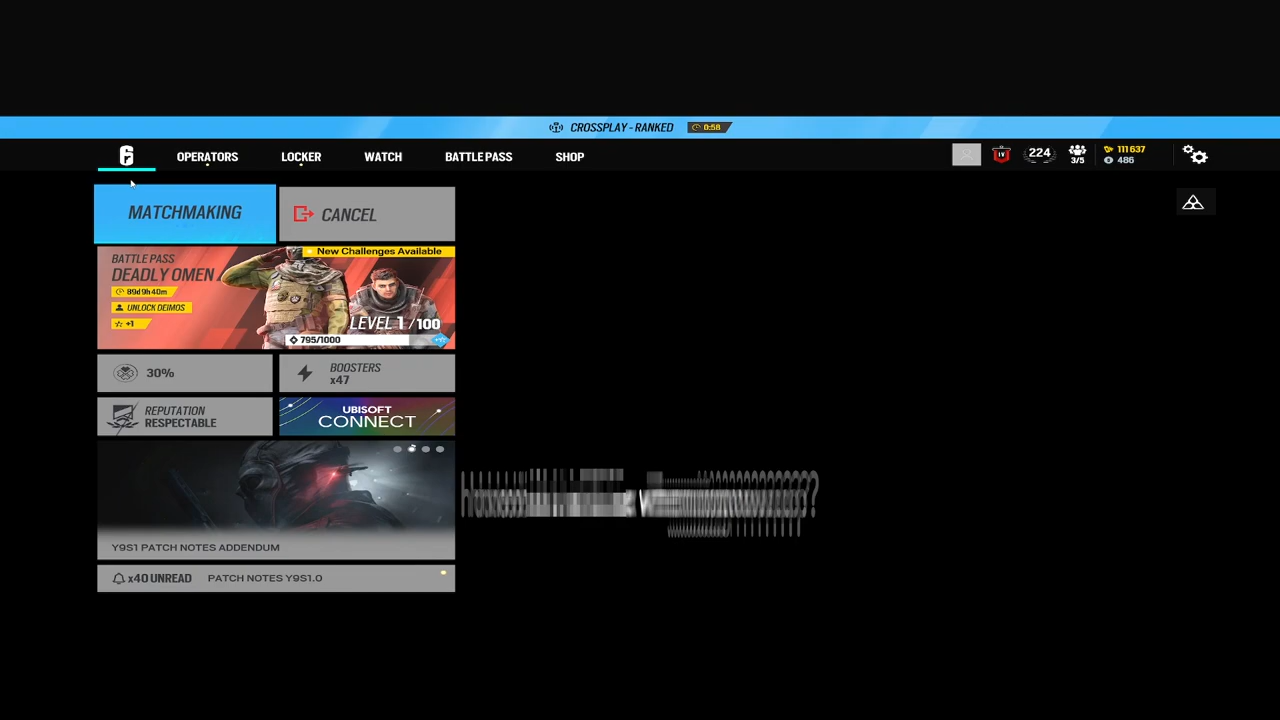 CROSSPLAY - RANKED 0:58
OPERATORS LOCKER WATCH BATTLE PASS SHOP
IV 224 3/5 111 637
486
MATCHMAKING CANCEL
New Challenges Available
BATTLE PASS
DEADLY OMEN
89d 9h 40m
UNLOCK DEIMOS
+1
LEVEL 1 / 100
795/1000
30%
BOOSTERS
x47
REPUTATION
RESPECTABLE
UBISOFT
CONNECT
Y9S1 PATCH NOTES ADDENDUM
x40 UNREAD PATCH NOTES Y9S1.0